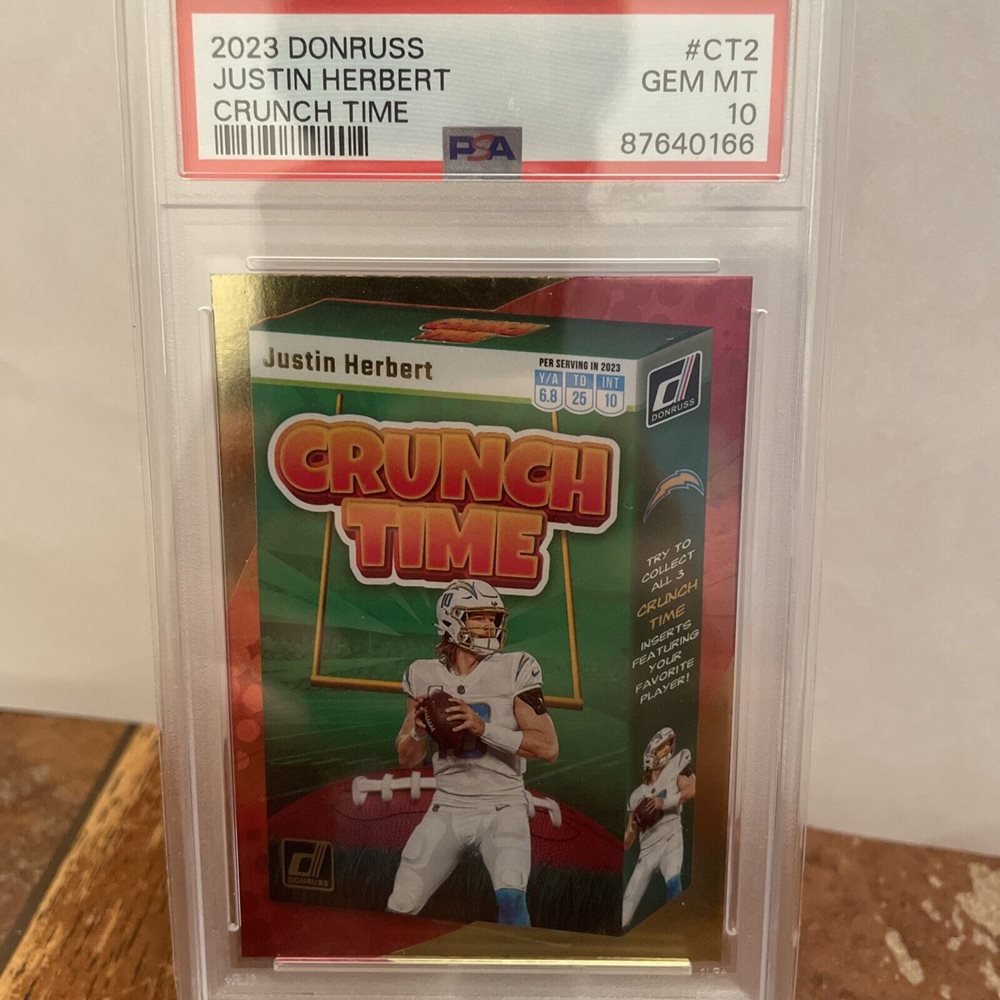 2023 DONRUSS
JUSTIN HERBERT
CRUNCH TIME
#CT2
GEM MT
10
87640166
PSA
Justin Herbert
PER SERVING IN 2023
Y/A TD INT
6.8 25 10
DONRUSS
CRUNCH
TIME
TRY TO
COLLECT
ALL 3
CRUNCH
TIME
INSERTS
FEATURING
YOUR
FAVORITE
PLAYER!
10
DONRUSS